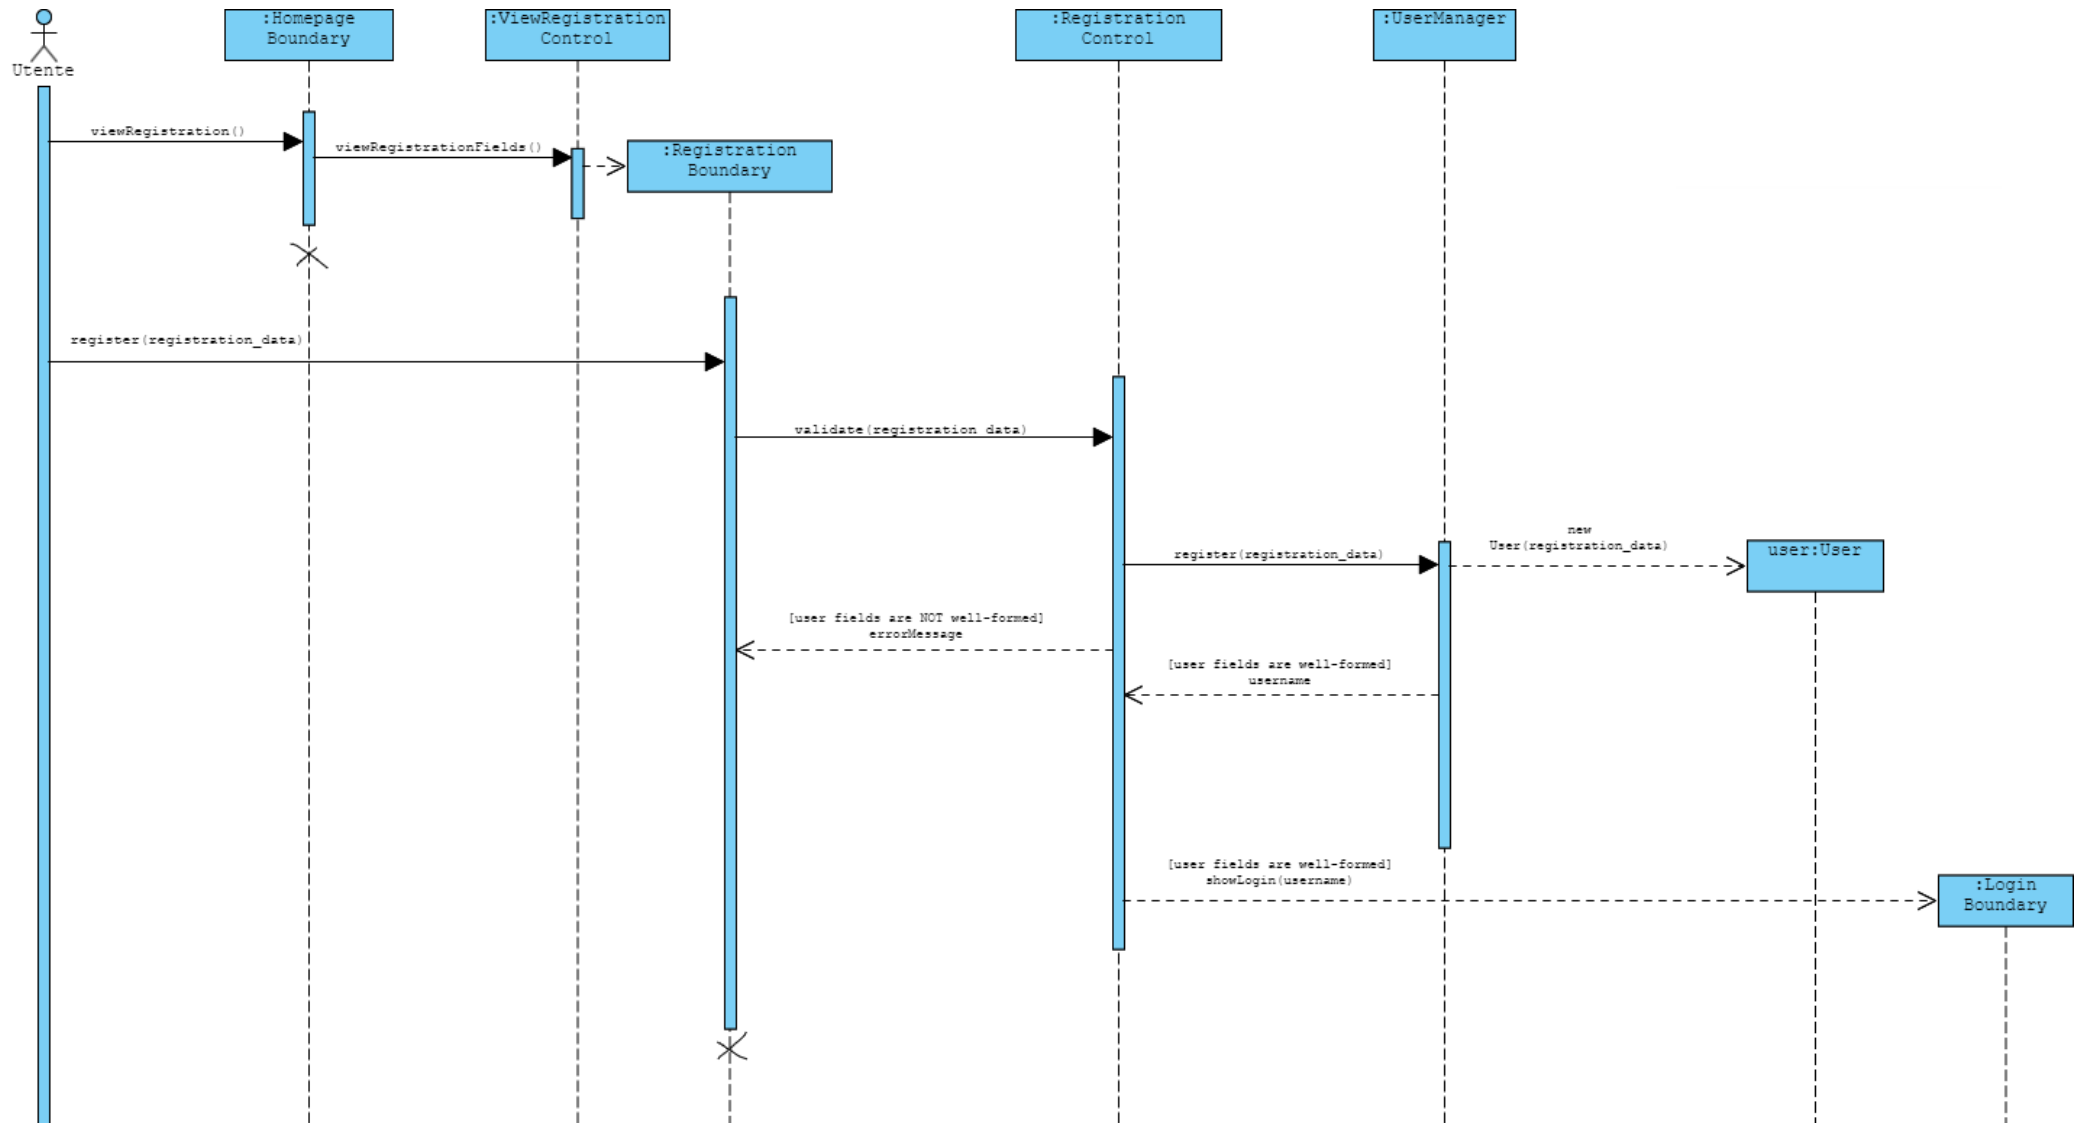 :Homepage
Boundary
:ViewRegistration
Control
:Registration
Control
:UserManager
Utente
viewRegistration()
viewRegistrationFields()
:Registration
Boundary
register(registration_data)
validate(registration data)
new
User(registration_data)
register(registration_data)
user:User
[user fields are NOT well-formed]
errorMessage
[user fields are well-formed]
username
[user fields are well-formed]
showLogin(username)
:Login
Boundary